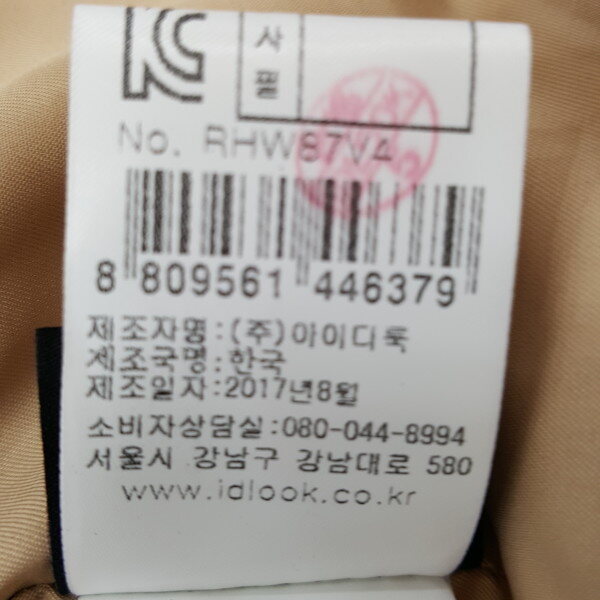 KC
사
필
No. RHW87V4
8 809561 446379
제조자명:(주)아이디룩
제조국명:한국
제조일자:2017년8월
소비자상담실:080-044-8994
서울시 강남구 강남대로 580
www.idlook.co.kr